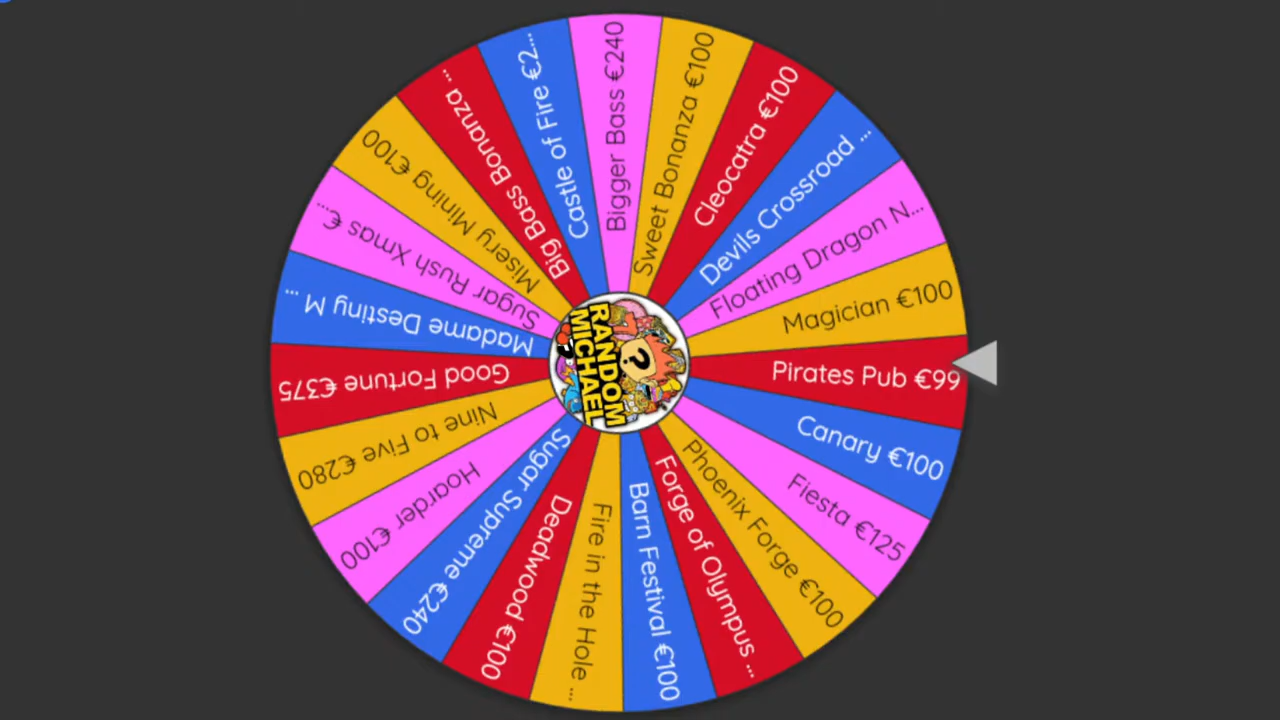 Bigger Bass €240
Sweet Bonanza €100
Cleocatra €100
Devils Crossroad ...
Floating Dragon N...
Magician €100
Pirates Pub €99
Canary €100
Fiesta €125
Phoenix Forge €100
Forge of Olympus ...
Barn Festival €100
Fire in the Hole ...
Deadwood €100
Sugar Supreme €240
Hoarder €100
Nine to Five €280
Good Fortune €375
Madame Destiny M ...
Sugar Rush Xmas €...
Misery Mining €100
Big Bass Bonanza ...
Castle of Fire €2...
RANDOM
MICHAEL
?